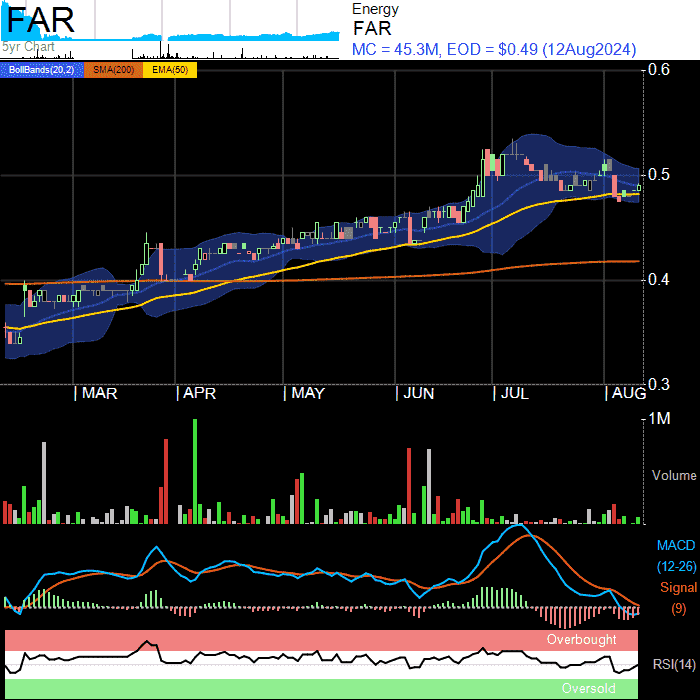 FAR
5yr Chart
Energy
FAR
MC = 45.3M, EOD = $0.49 (12Aug2024)
BollBands(20,2) SMA(200) EMA(50)
0.6
0.5
0.4
0.3
MAR APR MAY JUN JUL AUG
1M
Volume
MACD
(12-26)
Signal
(9)
Overbought
RSI(14)
Oversold